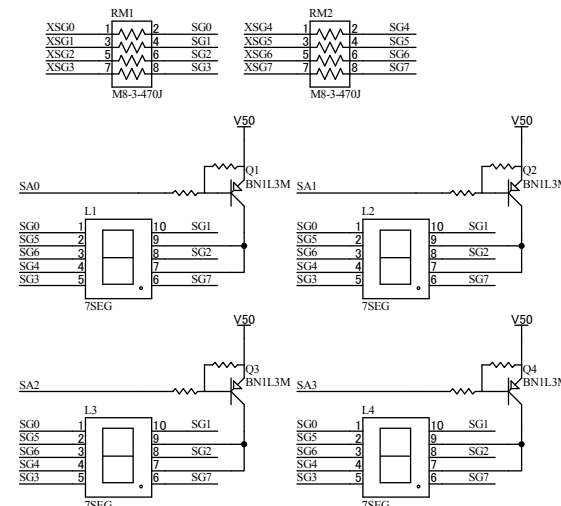 RM1 RM2
XSG0 1 2 SG0 XSG4 1 2 SG4
XSG1 3 4 SG1 XSG5 3 4 SG5
XSG2 5 6 SG2 XSG6 5 6 SG6
XSG3 7 8 SG3 XSG7 7 8 SG7
M8-3-470J M8-3-470J
V50 V50
Q1 Q2
SA0 BN1L3M SA1 BN1L3M
L1 L2
SG0 1 10 SG1 SG0 1 10 SG1
SG5 2 9 SG5 2 9
SG6 3 8 SG2 SG6 3 8 SG2
SG4 4 7 SG4 4 7
SG3 5 6 SG7 SG3 5 6 SG7
7SEG 7SEG
V50 V50
Q3 Q4
SA2 BN1L3M SA3 BN1L3M
L3 L4
SG0 1 10 SG1 SG0 1 10 SG1
SG5 2 9 SG5 2 9
SG6 3 8 SG2 SG6 3 8 SG2
SG4 4 7 SG4 4 7
SG3 5 6 SG7 SG3 5 6 SG7
7SEG 7SEG